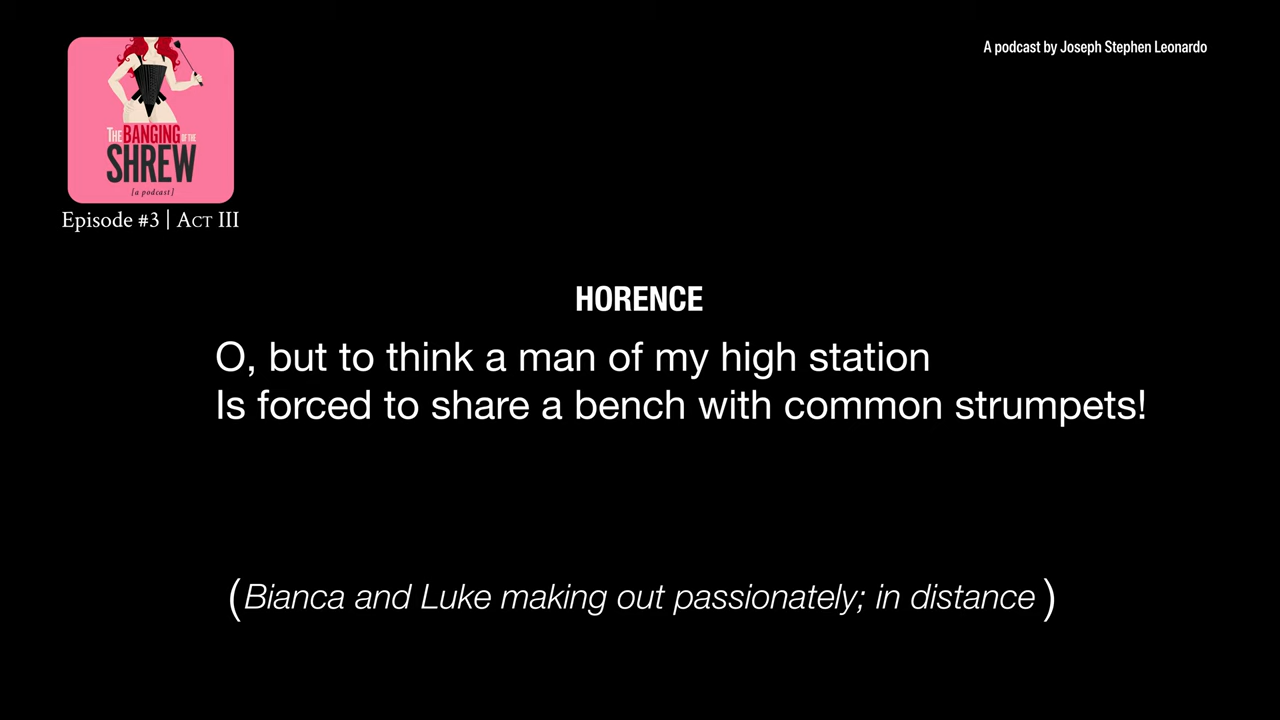 A podcast by Joseph Stephen Leonardo
THE BANGING OF THE
SHREW
[a podcast]
Episode #3 | ACT III
HORENCE
O, but to think a man of my high station
Is forced to share a bench with common strumpets!
(Bianca and Luke making out passionately; in distance )